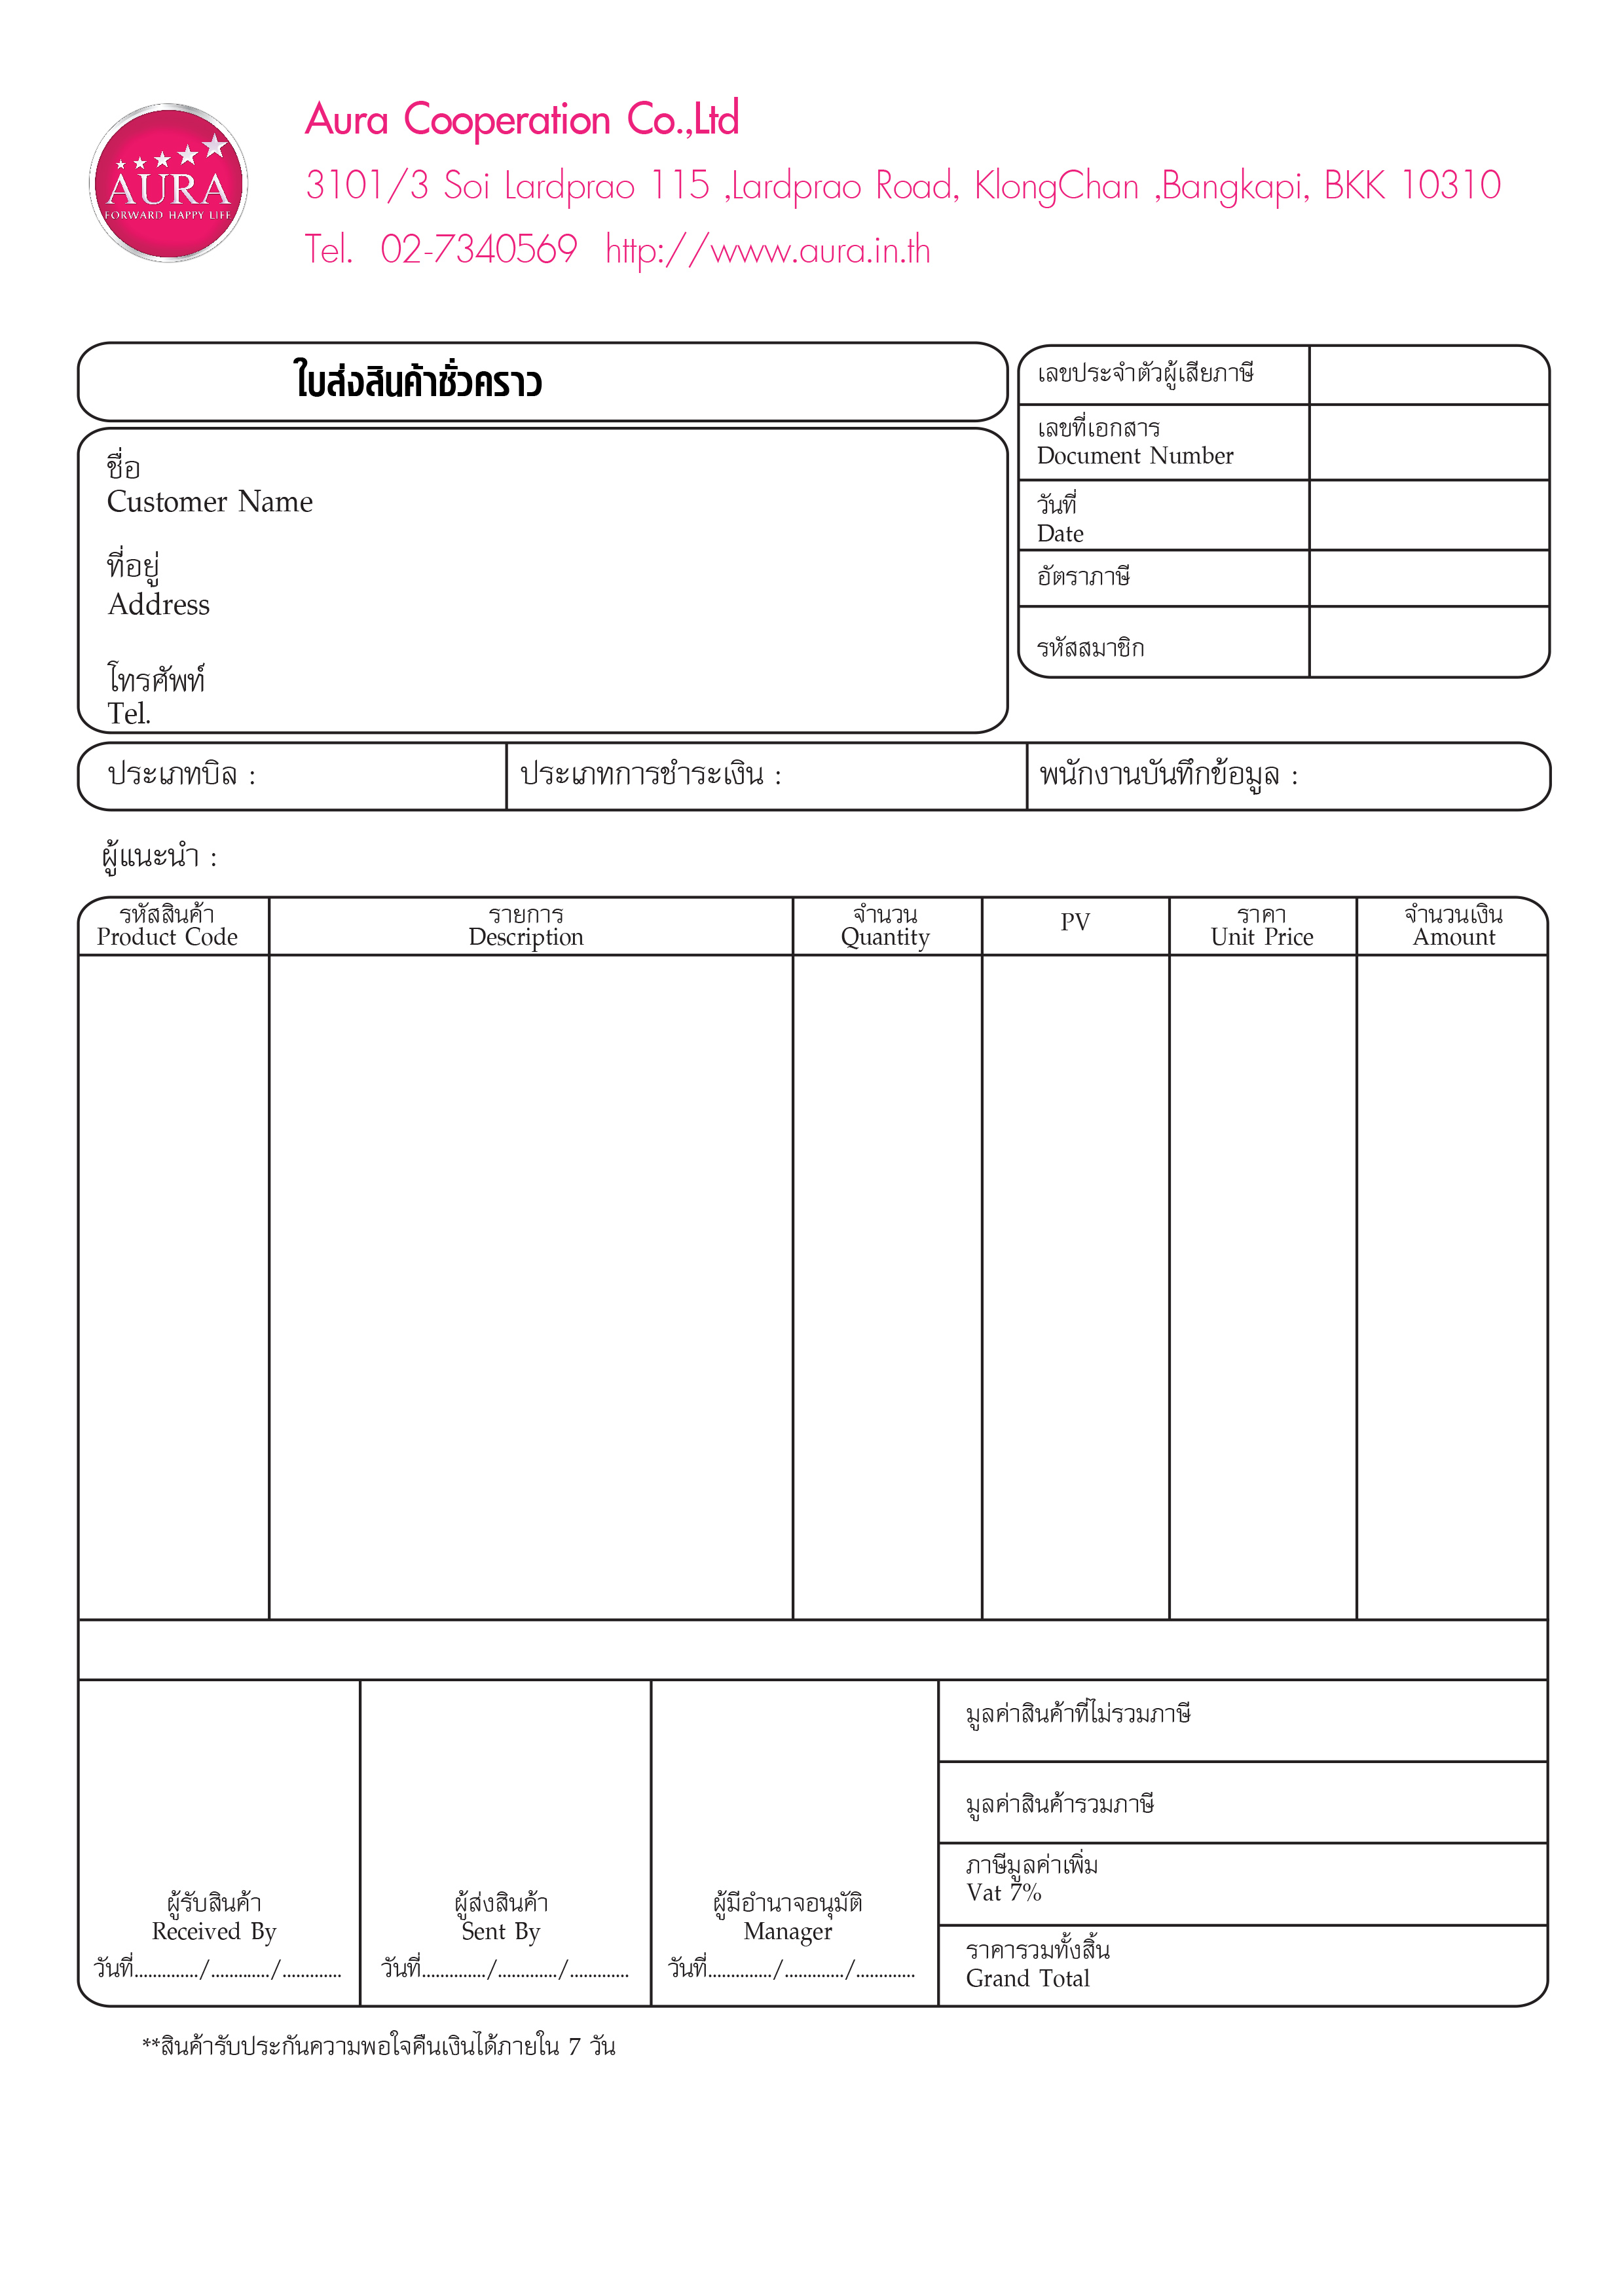 AURA
FORWARD HAPPY LIFE
Aura Cooperation Co.,Ltd
3101/3 Soi Lardprao 115 ,Lardprao Road, KlongChan ,Bangkapi, BKK 10310
Tel. 02-7340569 http://www.aura.in.th
ใบส่งสินค้าชั่วคราว
ชื่อ
Customer Name
ที่อยู่
Address
โทรศัพท์
Tel.
เลขประจำตัวผู้เสียภาษี
เลขที่เอกสาร
Document Number
วันที่
Date
อัตราภาษี
รหัสสมาชิก
ประเภทบิล :
ประเภทการชำระเงิน :
พนักงานบันทึกข้อมูล :
ผู้แนะนำ :
รหัสสินค้า
Product Code
รายการ
Description
จำนวน
Quantity
PV
ราคา
Unit Price
จำนวนเงิน
Amount
มูลค่าสินค้าที่ไม่รวมภาษี
มูลค่าสินค้ารวมภาษี
ภาษีมูลค่าเพิ่ม
Vat 7%
ราคารวมทั้งสิ้น
Grand Total
ผู้รับสินค้า
Received By
วันที่............./............/............
ผู้ส่งสินค้า
Sent By
วันที่............./............/............
ผู้มีอำนาจอนุมัติ
Manager
วันที่............./............/............
**สินค้ารับประกันความพอใจคืนเงินได้ภายใน 7 วัน